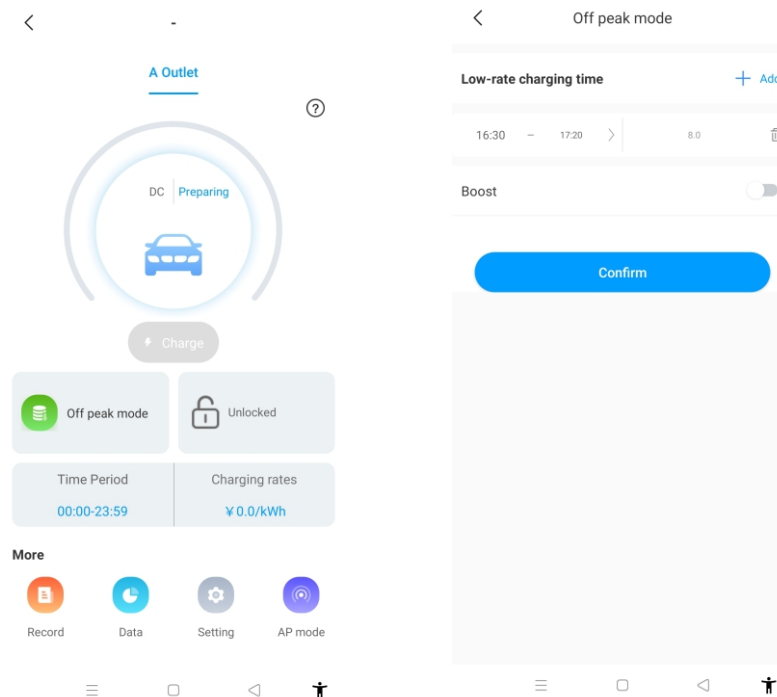 -
A Outlet
?
DC Preparing
Charge
Off peak mode
Unlocked
Time Period
Charging rates
00:00-23:59
¥0.0/kWh
More
Record
Data
Setting
AP mode
Off peak mode
Low-rate charging time
+ Add
16:30 – 17:20
8.0
Boost
Confirm